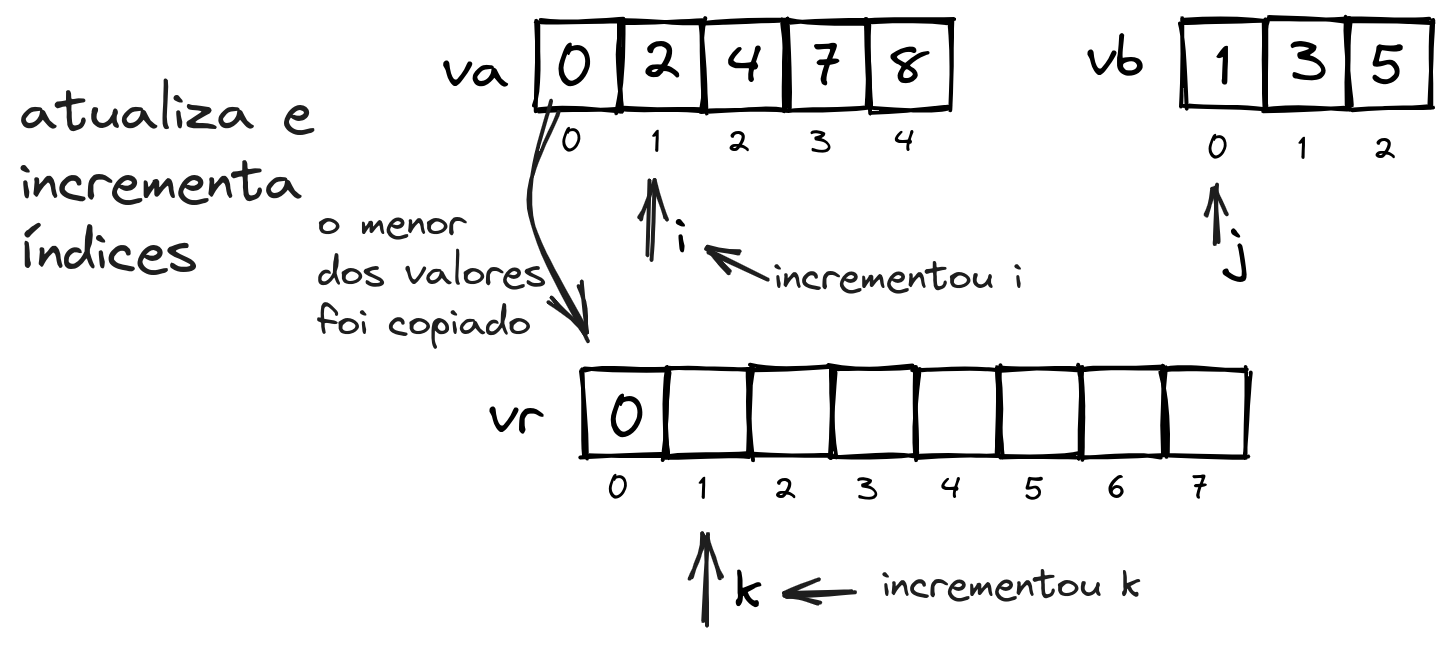 atualiza e
incrementa
índices
va 0 2 4 7 8
0 1 2 3 4
vb 1 3 5
0 1 2
o menor
dos valores
foi copiado
i
incrementou i
j
vr 0
0 1 2 3 4 5 6 7
k
incrementou k